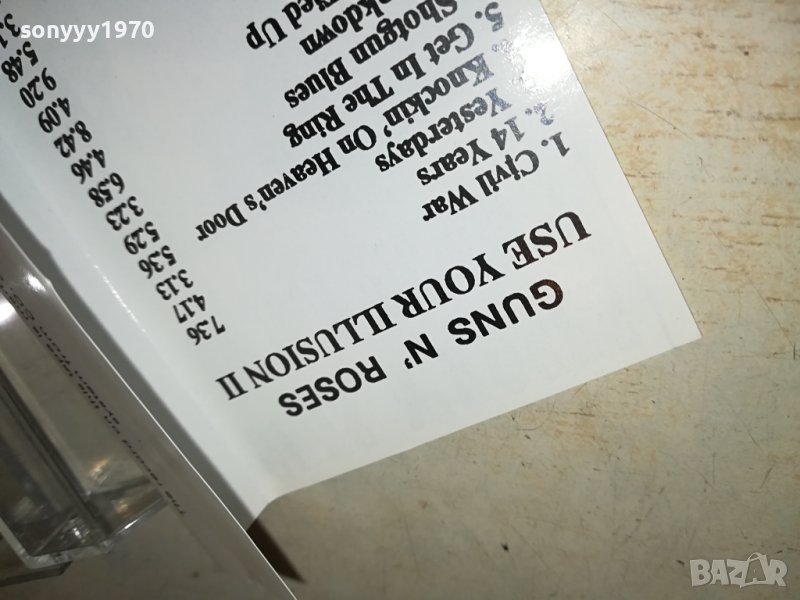 sonyyy1970
GUNS N' ROSES
USE YOUR ILLUSION II
1. Civil War 7.36
2. 14 Years 4.17
Yesterdays 3.13
Knockin' On Heaven's Door 5.36
5. Get In The Ring 5.29
Shotgun Blues 3.23
6.58
Up 4.46
8.42
4.09
9.20
5.48
BAZAR